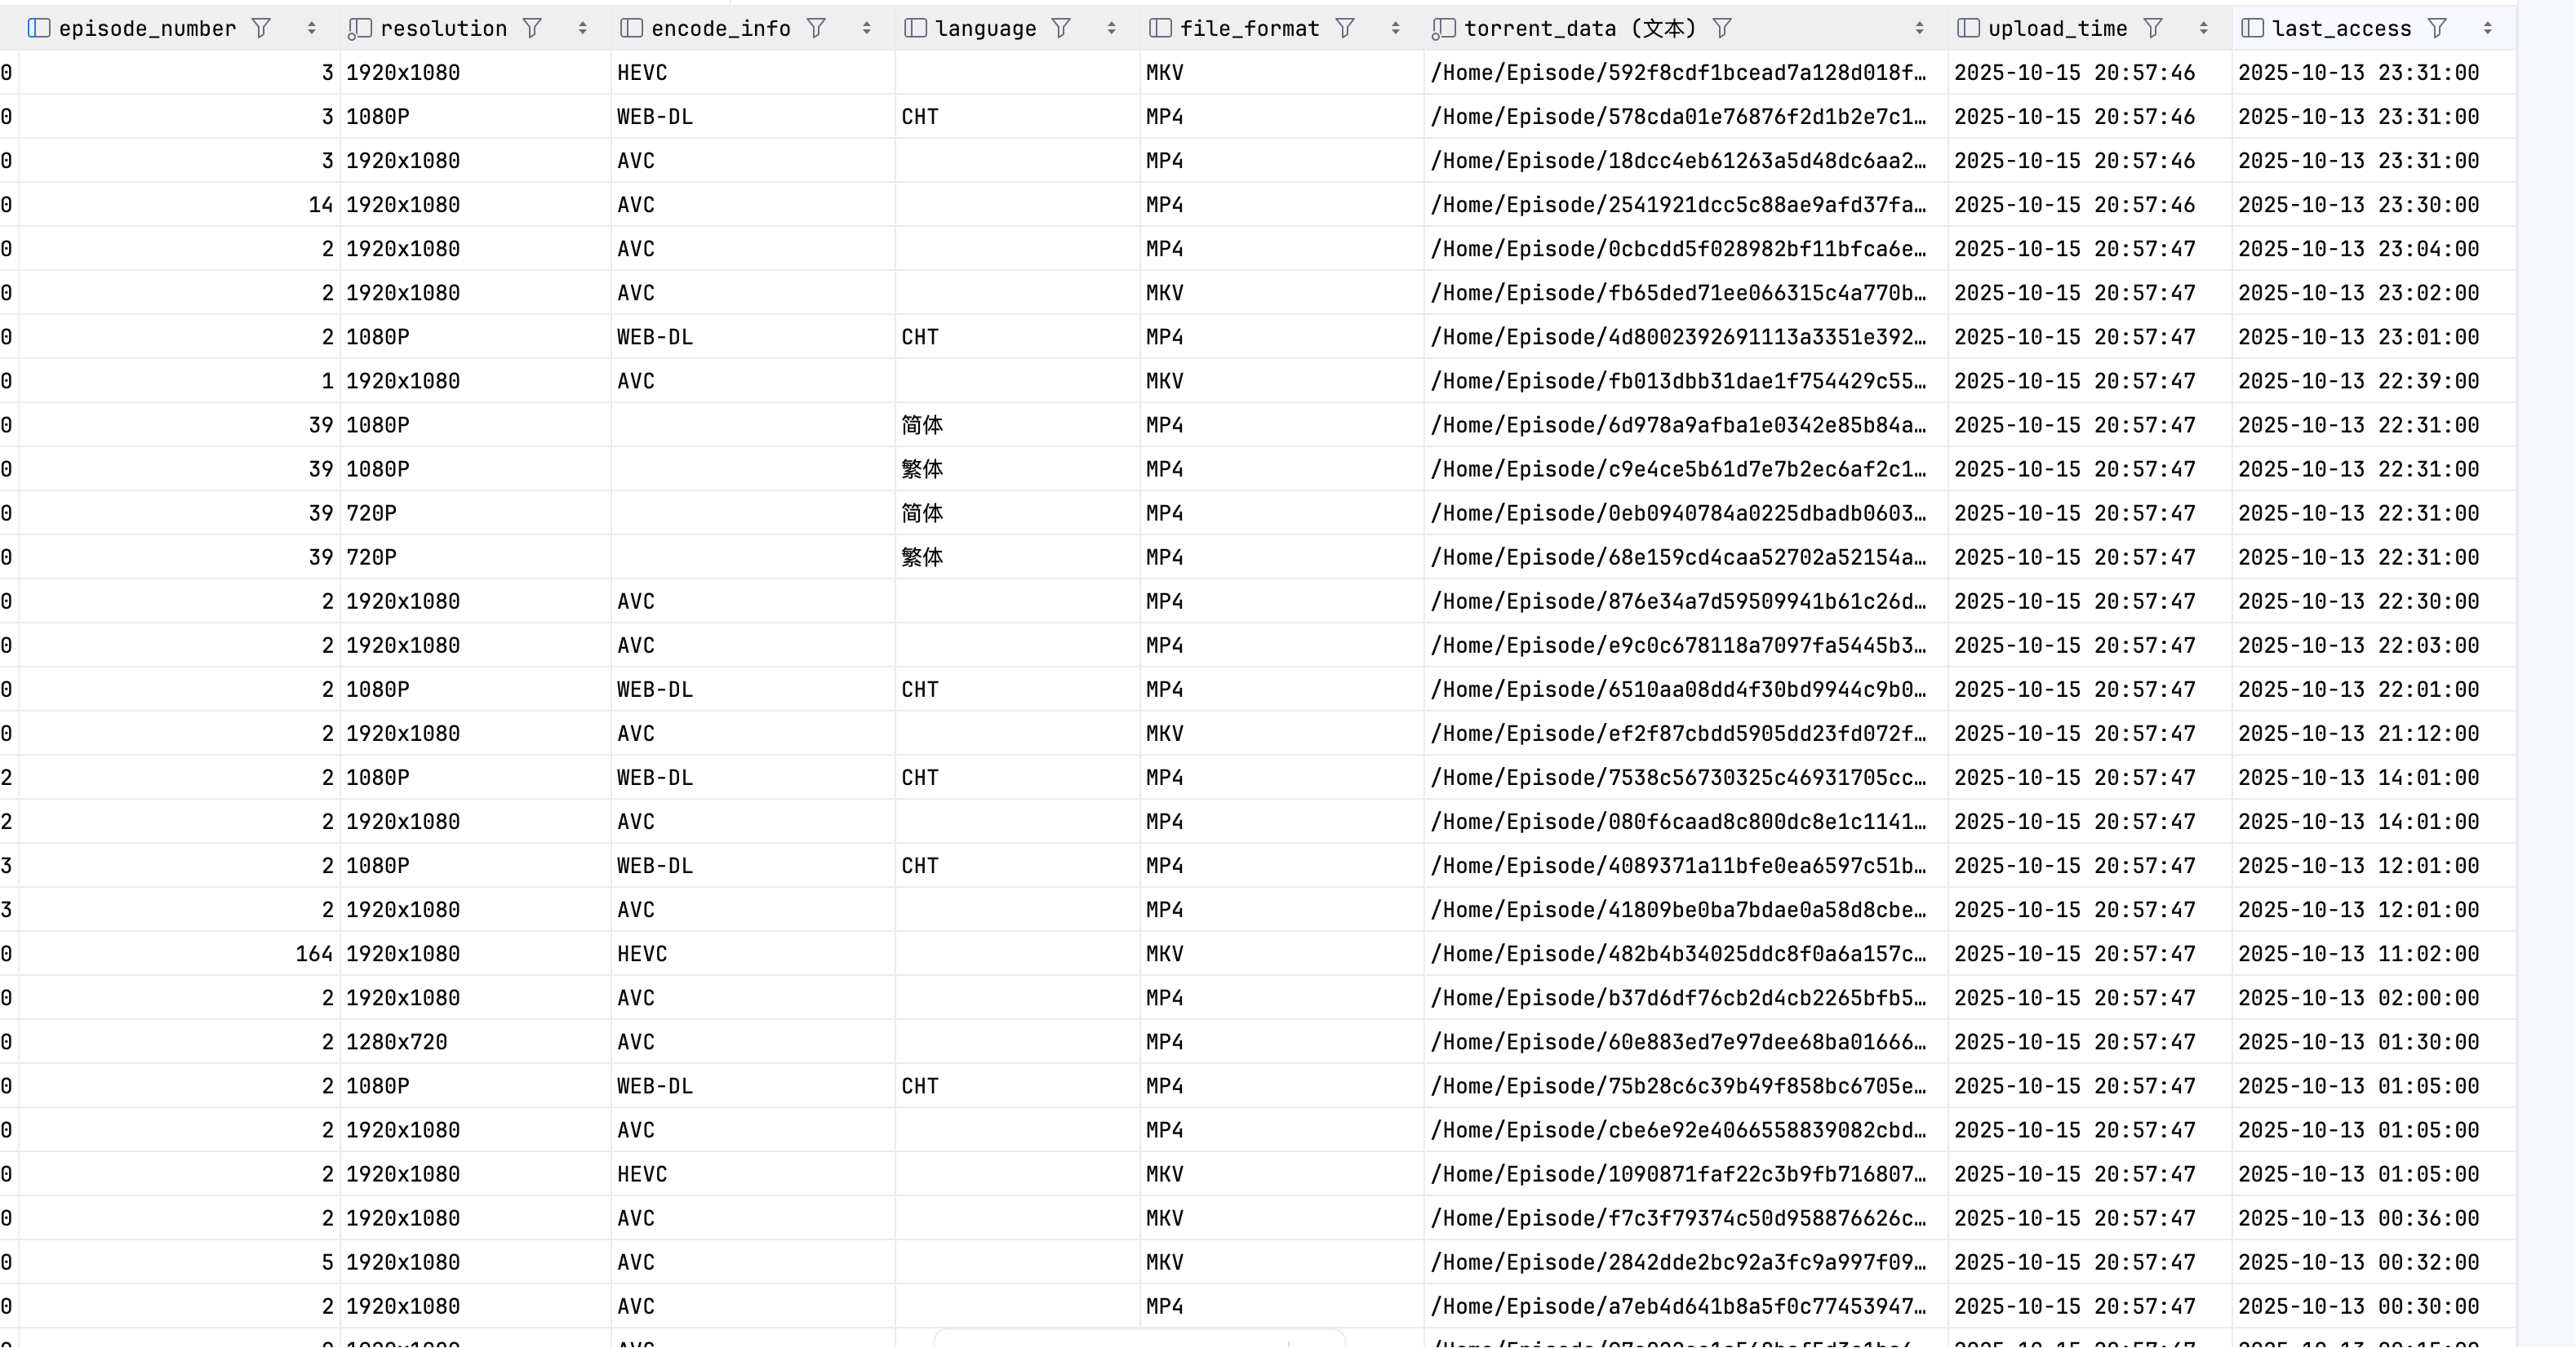 episode_number resolution encode_info language file_format torrent_data (文本) upload_time last_access
0 3 1920x1080 HEVC MKV /Home/Episode/592f8cdf1bcead7a128d018f… 2025-10-15 20:57:46 2025-10-13 23:31:00
0 3 1080P WEB-DL CHT MP4 /Home/Episode/578cda01e76876f2d1b2e7c1… 2025-10-15 20:57:46 2025-10-13 23:31:00
0 3 1920x1080 AVC MP4 /Home/Episode/18dcc4eb61263a5d48dc6aa2… 2025-10-15 20:57:46 2025-10-13 23:31:00
0 14 1920x1080 AVC MP4 /Home/Episode/2541921dcc5c88ae9afd37fa… 2025-10-15 20:57:46 2025-10-13 23:30:00
0 2 1920x1080 AVC MP4 /Home/Episode/0cbcdd5f028982bf11bfca6e… 2025-10-15 20:57:47 2025-10-13 23:04:00
0 2 1920x1080 AVC MKV /Home/Episode/fb65ded71ee066315c4a770b… 2025-10-15 20:57:47 2025-10-13 23:02:00
0 2 1080P WEB-DL CHT MP4 /Home/Episode/4d8002392691113a3351e392… 2025-10-15 20:57:47 2025-10-13 23:01:00
0 1 1920x1080 AVC MKV /Home/Episode/fb013dbb31dae1f754429c55… 2025-10-15 20:57:47 2025-10-13 22:39:00
0 39 1080P 简体 MP4 /Home/Episode/6d978a9afba1e0342e85b84a… 2025-10-15 20:57:47 2025-10-13 22:31:00
0 39 1080P 繁体 MP4 /Home/Episode/c9e4ce5b61d7e7b2ec6af2c1… 2025-10-15 20:57:47 2025-10-13 22:31:00
0 39 720P 简体 MP4 /Home/Episode/0eb0940784a0225dbadb0603… 2025-10-15 20:57:47 2025-10-13 22:31:00
0 39 720P 繁体 MP4 /Home/Episode/68e159cd4caa52702a52154a… 2025-10-15 20:57:47 2025-10-13 22:31:00
0 2 1920x1080 AVC MP4 /Home/Episode/876e34a7d59509941b61c26d… 2025-10-15 20:57:47 2025-10-13 22:30:00
0 2 1920x1080 AVC MP4 /Home/Episode/e9c0c678118a7097fa5445b3… 2025-10-15 20:57:47 2025-10-13 22:03:00
0 2 1080P WEB-DL CHT MP4 /Home/Episode/6510aa08dd4f30bd9944c9b0… 2025-10-15 20:57:47 2025-10-13 22:01:00
0 2 1920x1080 AVC MKV /Home/Episode/ef2f87cbdd5905dd23fd072f… 2025-10-15 20:57:47 2025-10-13 21:12:00
2 2 1080P WEB-DL CHT MP4 /Home/Episode/7538c56730325c46931705cc… 2025-10-15 20:57:47 2025-10-13 14:01:00
2 2 1920x1080 AVC MP4 /Home/Episode/080f6caad8c800dc8e1c1141… 2025-10-15 20:57:47 2025-10-13 14:01:00
3 2 1080P WEB-DL CHT MP4 /Home/Episode/4089371a11bfe0ea6597c51b… 2025-10-15 20:57:47 2025-10-13 12:01:00
3 2 1920x1080 AVC MP4 /Home/Episode/41809be0ba7bdae0a58d8cbe… 2025-10-15 20:57:47 2025-10-13 12:01:00
0 164 1920x1080 HEVC MKV /Home/Episode/482b4b34025ddc8f0a6a157c… 2025-10-15 20:57:47 2025-10-13 11:02:00
0 2 1920x1080 AVC MP4 /Home/Episode/b37d6df76cb2d4cb2265bfb5… 2025-10-15 20:57:47 2025-10-13 02:00:00
0 2 1280x720 AVC MP4 /Home/Episode/60e883ed7e97dee68ba01666… 2025-10-15 20:57:47 2025-10-13 01:30:00
0 2 1080P WEB-DL CHT MP4 /Home/Episode/75b28c6c39b49f858bc6705e… 2025-10-15 20:57:47 2025-10-13 01:05:00
0 2 1920x1080 AVC MP4 /Home/Episode/cbe6e92e4066558839082cbd… 2025-10-15 20:57:47 2025-10-13 01:05:00
0 2 1920x1080 HEVC MKV /Home/Episode/1090871faf22c3b9fb716807… 2025-10-15 20:57:47 2025-10-13 01:05:00
0 2 1920x1080 AVC MKV /Home/Episode/f7c3f79374c50d958876626c… 2025-10-15 20:57:47 2025-10-13 00:36:00
0 5 1920x1080 AVC MKV /Home/Episode/2842dde2bc92a3fc9a997f09… 2025-10-15 20:57:47 2025-10-13 00:32:00
0 2 1920x1080 AVC MP4 /Home/Episode/a7eb4d641b8a5f0c77453947… 2025-10-15 20:57:47 2025-10-13 00:30:00